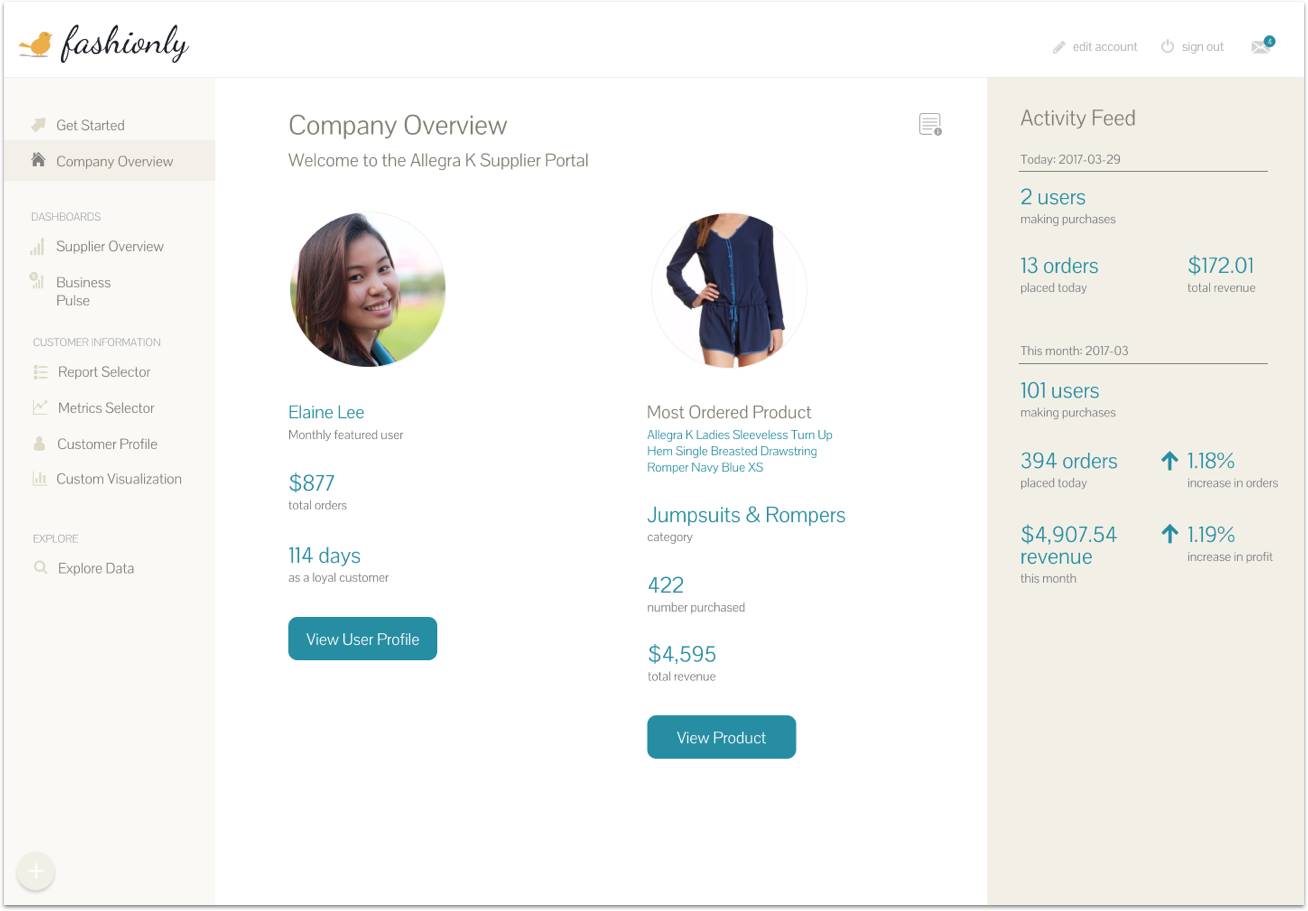 fashionly
edit account
sign out
4
Get Started
Company Overview
DASHBOARDS
Supplier Overview
Business
Pulse
CUSTOMER INFORMATION
Report Selector
Metrics Selector
Customer Profile
Custom Visualization
EXPLORE
Explore Data
Company Overview
Welcome to the Allegra K Supplier Portal
Elaine Lee
Monthly featured user
$877
total orders
114 days
as a loyal customer
View User Profile
Most Ordered Product
Allegra K Ladies Sleeveless Turn Up
Hem Single Breasted Drawstring
Romper Navy Blue XS
Jumpsuits & Rompers
category
422
number purchased
$4,595
total revenue
View Product
Activity Feed
Today: 2017-03-29
2 users
making purchases
13 orders
placed today
$172.01
total revenue
This month: 2017-03
101 users
making purchases
394 orders
placed today
1.18%
increase in orders
$4,907.54
revenue
this month
1.19%
increase in profit